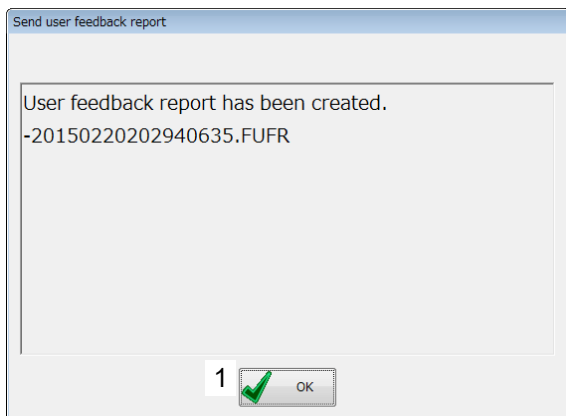 Send user feedback report
User feedback report has been created.
-20150220202940635.FUFR
1
OK